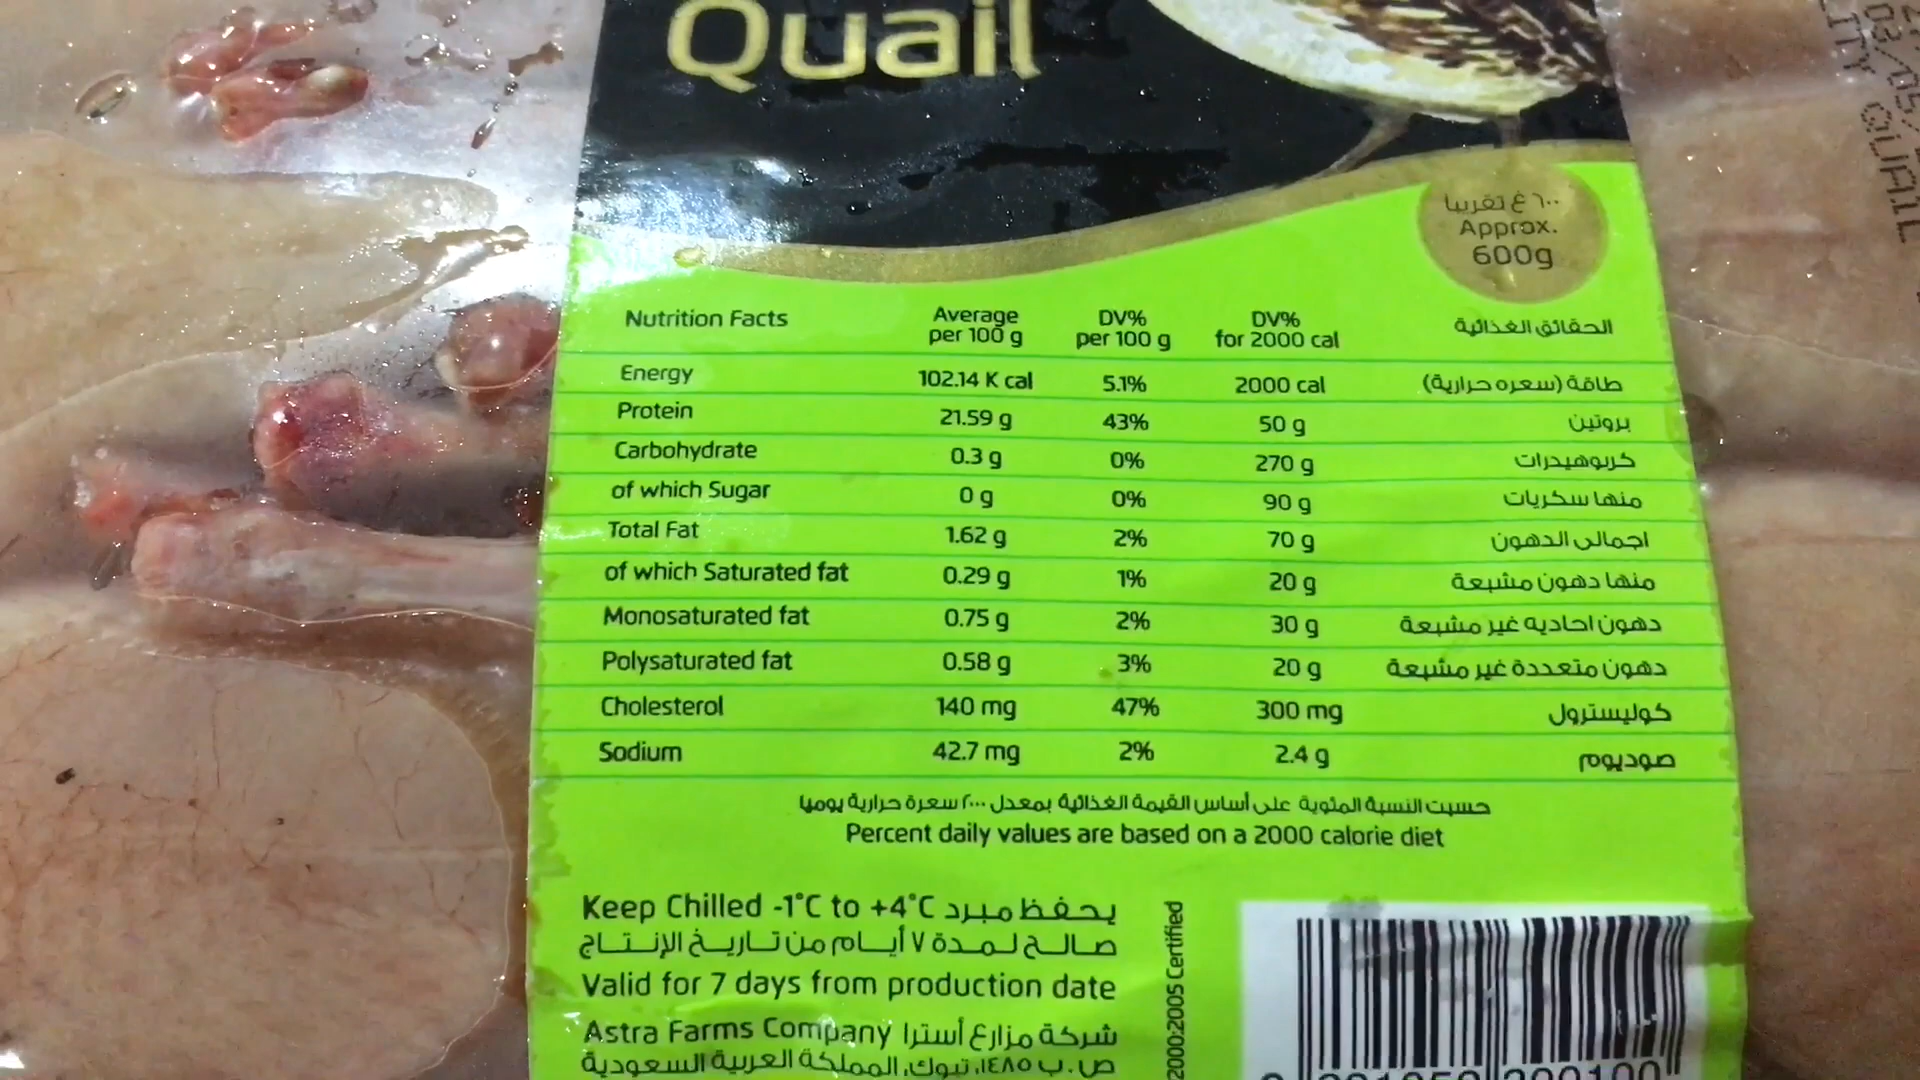 Quail
٦٠٠ غ تقريبا
Approx.
600g
Nutrition Facts Average per 100 g DV% per 100 g DV% for 2000 cal الحقائق الغذائية
Energy 102.14 K cal 5.1% 2000 cal طاقة (سعره حرارية)
Protein 21.59 g 43% 50 g بروتين
Carbohydrate 0.3 g 0% 270 g كربوهيدرات
of which Sugar 0 g 0% 90 g منها سكريات
Total Fat 1.62 g 2% 70 g اجمالى الدهون
of which Saturated fat 0.29 g 1% 20 g منها دهون مشبعة
Monosaturated fat 0.75 g 2% 30 g دهون احاديه غير مشبعة
Polysaturated fat 0.58 g 3% 20 g دهون متعددة غير مشبعة
Cholesterol 140 mg 47% 300 mg كوليسترول
Sodium 42.7 mg 2% 2.4 g صوديوم
حسبت النسبة المئوية على أساس القيمة الغذائية بمعدل ٢٠٠٠ سعرة حرارية يوميا
Percent daily values are based on a 2000 calorie diet
Keep Chilled -1°C to +4°C يحفظ مبرد
صالح لمدة ٧ أيام من تاريخ الإنتاج
Valid for 7 days from production date
Astra Farms Company شركة مزارع أسترا
ص.ب ١٤٨٥، تبوك، المملكة العربية السعودية
2000:2005 Certified
QUAIL